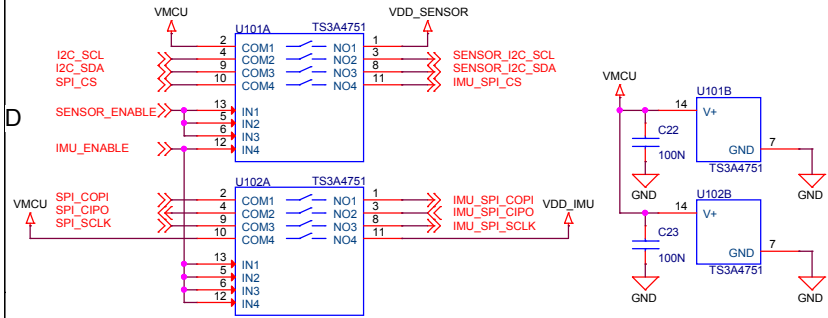 VMCU VDD_SENSOR
U101A TS3A4751
2 COM1 NO1 1
I2C_SCL 4 COM2 NO2 3 SENSOR_I2C_SCL
I2C_SDA 9 COM3 NO3 8 SENSOR_I2C_SDA
SPI_CS 10 COM4 NO4 11 IMU_SPI_CS
SENSOR_ENABLE 13 IN1
5 IN2
6 IN3
IMU_ENABLE 12 IN4
D
U102A TS3A4751
SPI_COPI 2 COM1 NO1 1 IMU_SPI_COPI
SPI_CIPO 4 COM2 NO2 3 IMU_SPI_CIPO
SPI_SCLK 9 COM3 NO3 8 IMU_SPI_SCLK
VMCU 10 COM4 NO4 11 VDD_IMU
13 IN1
5 IN2
6 IN3
12 IN4
VMCU
U101B
14 V+
C22
100N
GND 7
TS3A4751
GND GND
U102B
14 V+
C23
100N
GND 7
TS3A4751
GND GND